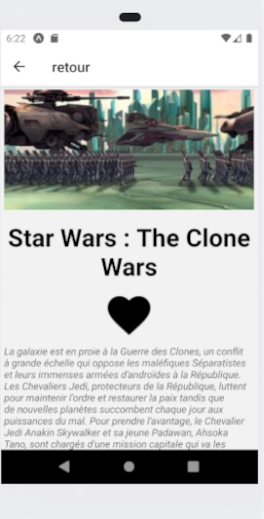 6:22
retour
Star Wars : The Clone
Wars
La galaxie est en proie à la Guerre des Clones, un conflit
à grande échelle qui oppose les maléfiques Séparatistes
et leurs immenses armées d'androïdes à la République.
Les Chevaliers Jedi, protecteurs de la République, luttent
pour maintenir l'ordre et restaurer la paix tandis que
de nouvelles planètes succombent chaque jour aux
puissances du mal. Pour prendre l'avantage, le Chevalier
Jedi Anakin Skywalker et sa jeune Padawan, Ahsoka
Tano, sont chargés d'une mission capitale qui va les